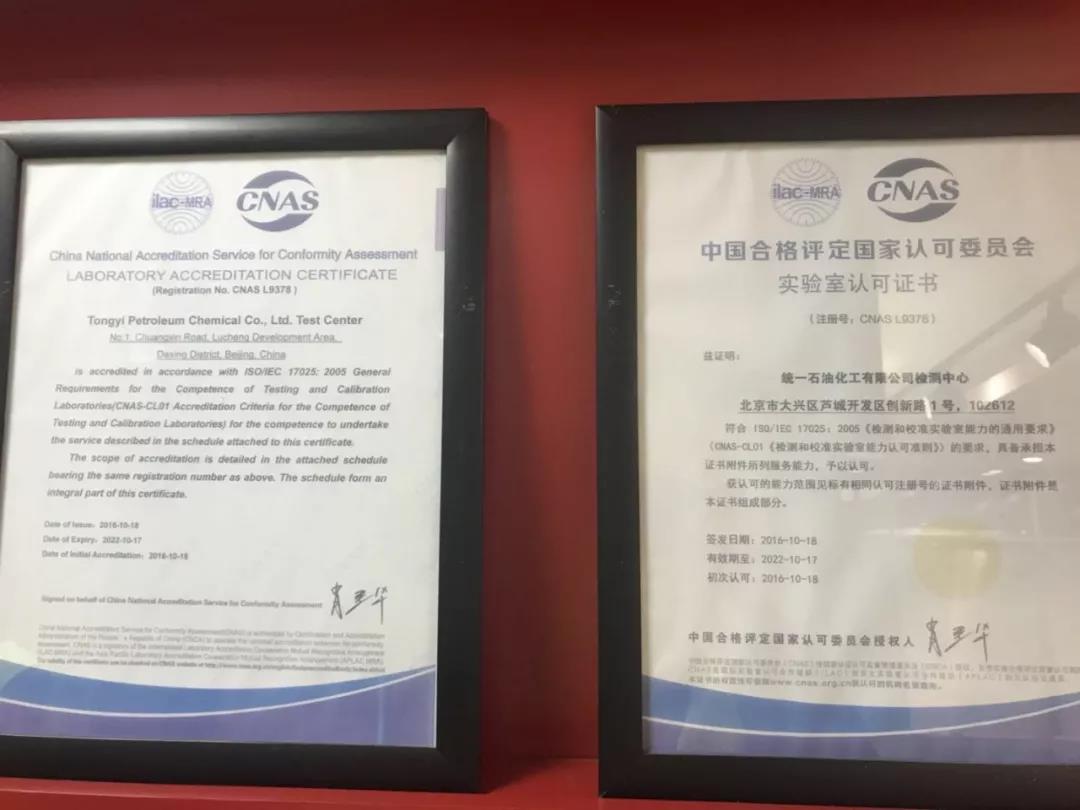 ilac-MRA
CNAS
China National Accreditation Service for Conformity Assessment
LABORATORY ACCREDITATION CERTIFICATE
(Registration No. CNAS L9378 )
Tongyi Petroleum Chemical Co., Ltd. Test Center
No.1, Chuangxin Road, Lucheng Development Area,
Daxing District, Beijing, China
is accredited in accordance with ISO/IEC 17025: 2005 General
Requirements for the Competence of Testing and Calibration
Laboratories(CNAS-CL01 Accreditation Criteria for the Competence of
Testing and Calibration Laboratories) for the competence to undertake
the service described in the schedule attached to this certificate.
The scope of accreditation is detailed in the attached schedule
bearing the same registration number as above. The schedule form an
integral part of this certificate.
Date of Issue: 2016-10-18
Date of Expiry: 2022-10-17
Date of Initial Accreditation: 2016-10-18
Signed on behalf of China National Accreditation Service for Conformity Assessment
China National Accreditation Service for Conformity Assessment(CNAS) is authorized by Certification and Accreditation
ilac-MRA
CNAS
中国合格评定国家认可委员会
实验室认可证书
(注册号: CNAS L9378)
兹证明:
统一石油化工有限公司检测中心
北京市大兴区芦城开发区创新路 1 号, 102612
符合 ISO/IEC 17025: 2005《检测和校准实验室能力的通用要求》
(CNAS-CL01《检测和校准实验室能力认可准则》) 的要求, 具备承担本
证书附件所列服务能力, 予以认可。
获认可的能力范围见标有相同认可注册号的证书附件, 证书附件是
本证书组成部分。
签发日期: 2016-10-18
有效期至: 2022-10-17
初次认可: 2016-10-18
中国合格评定国家认可委员会授权人